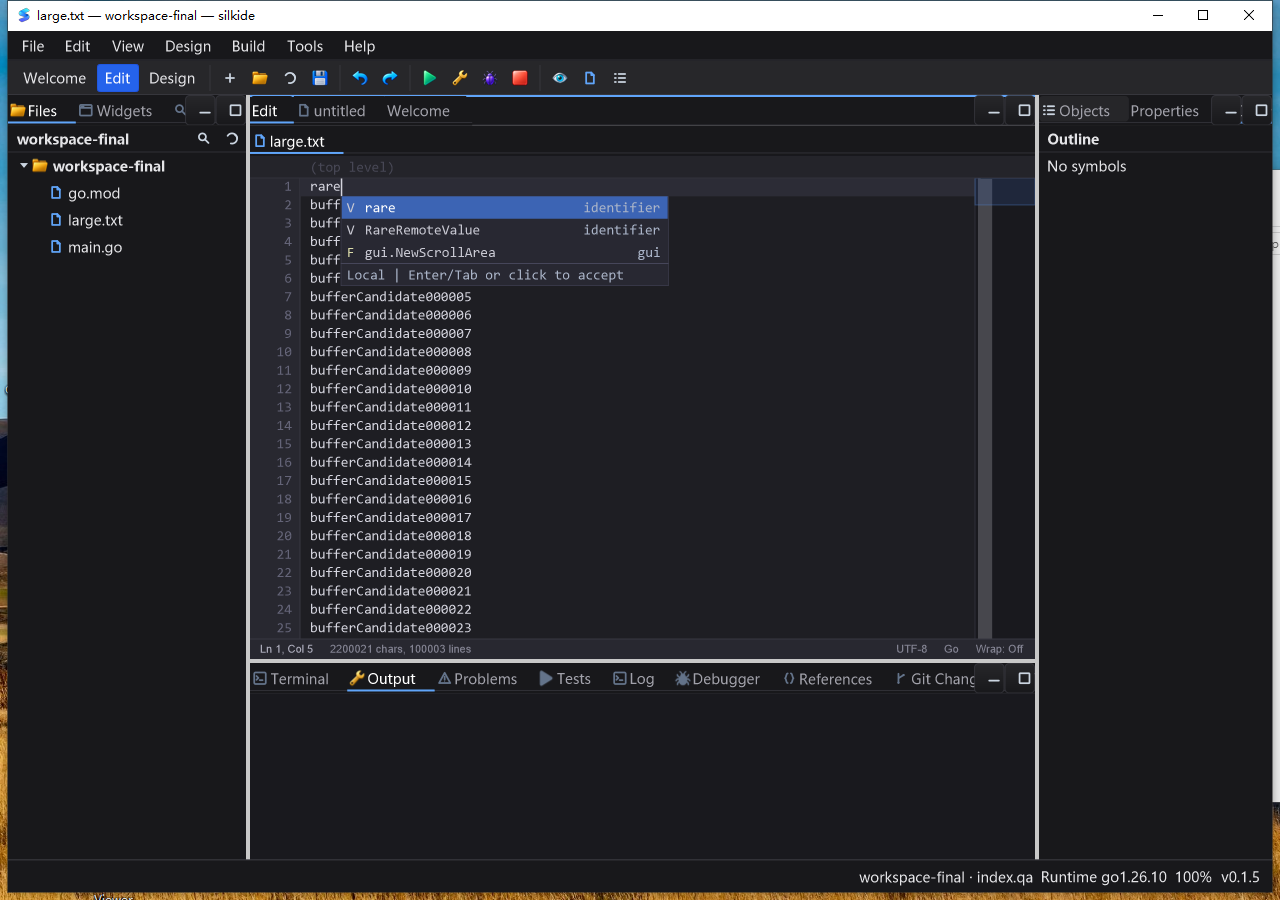 large.txt — workspace-final — silkide
File Edit View Design Build Tools Help
Welcome Edit Design
Files Widgets
Edit untitled Welcome
Objects Properties
workspace-final
large.txt
Outline
workspace-final
(top level)
No symbols
go.mod
large.txt
main.go
1 rare
2 buff
3 buff
4 buff
5 buff
6 buff
V rare identifier
V RareRemoteValue identifier
F gui.NewScrollArea gui
Local | Enter/Tab or click to accept
7 bufferCandidate000005
8 bufferCandidate000006
9 bufferCandidate000007
10 bufferCandidate000008
11 bufferCandidate000009
12 bufferCandidate000010
13 bufferCandidate000011
14 bufferCandidate000012
15 bufferCandidate000013
16 bufferCandidate000014
17 bufferCandidate000015
18 bufferCandidate000016
19 bufferCandidate000017
20 bufferCandidate000018
21 bufferCandidate000019
22 bufferCandidate000020
23 bufferCandidate000021
24 bufferCandidate000022
25 bufferCandidate000023
Ln 1, Col 5 2200021 chars, 100003 lines UTF-8 Go Wrap: Off
Terminal Output Problems Tests Log Debugger References Git Chang
workspace-final · index.qa Runtime go1.26.10 100% v0.1.5